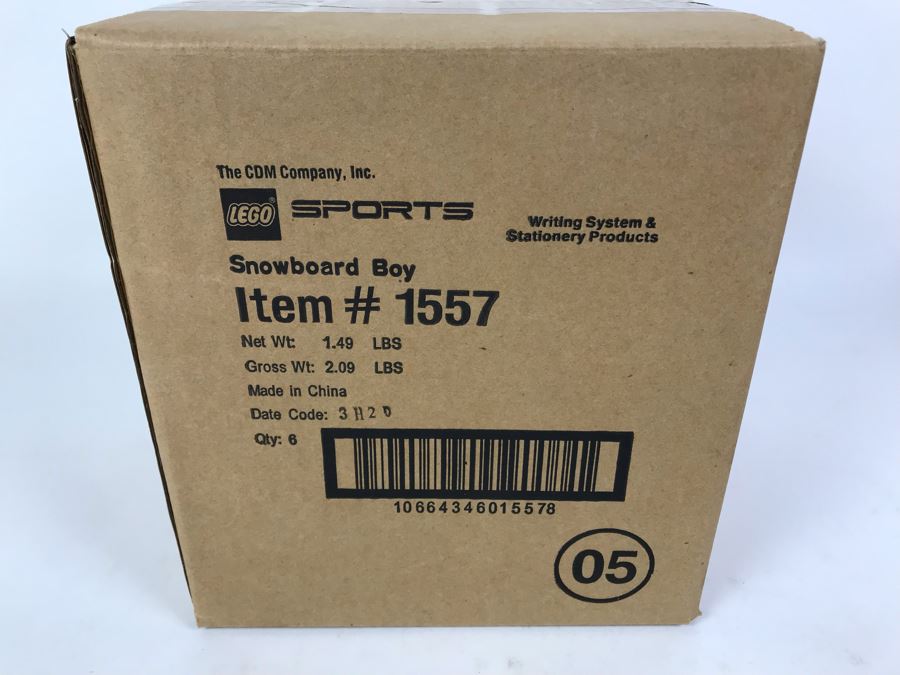 The CDM Company, Inc.
LEGO® SPORTS
Writing System &
Stationery Products
Snowboard Boy
Item # 1557
Net Wt: 1.49 LBS
Gross Wt: 2.09 LBS
Made in China
Date Code: 3H20
Qty: 6
10664346015578
05